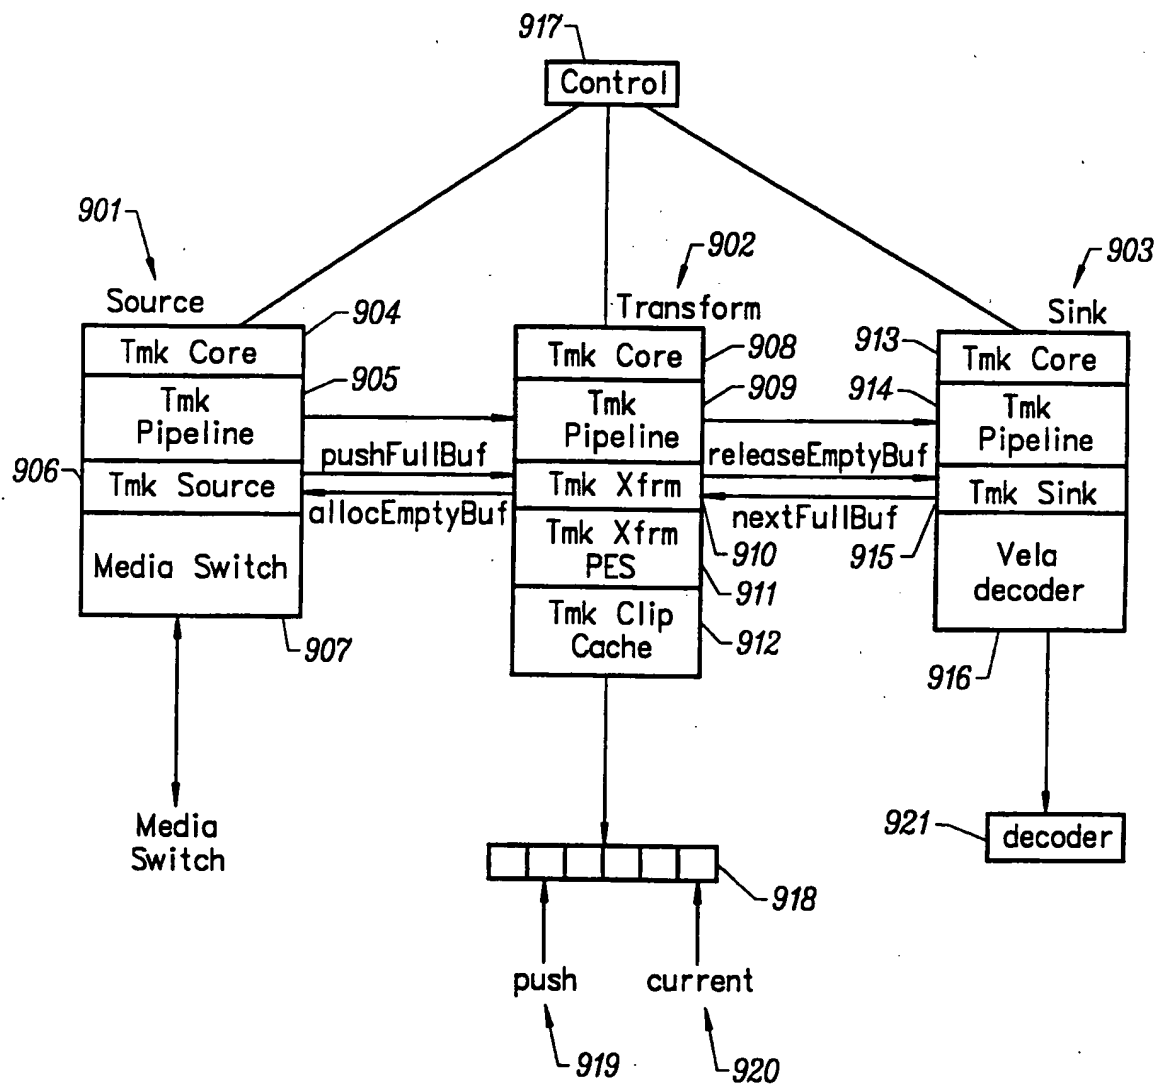 917
Control
901
902
903
Source
Transform
Sink
904
Tmk Core
905
Tmk
Pipeline
906
Tmk Source
Media Switch
907
pushFullBuf
allocEmptyBuf
Tmk Core
908
909
Tmk
Pipeline
Tmk Xfrm
910
Tmk Xfrm
PES
911
Tmk Clip
Cache
912
releaseEmptyBuf
nextFullBuf
913
Tmk Core
914
Tmk
Pipeline
Tmk Sink
915
Vela
decoder
916
Media
Switch
921
decoder
918
push
current
919
920